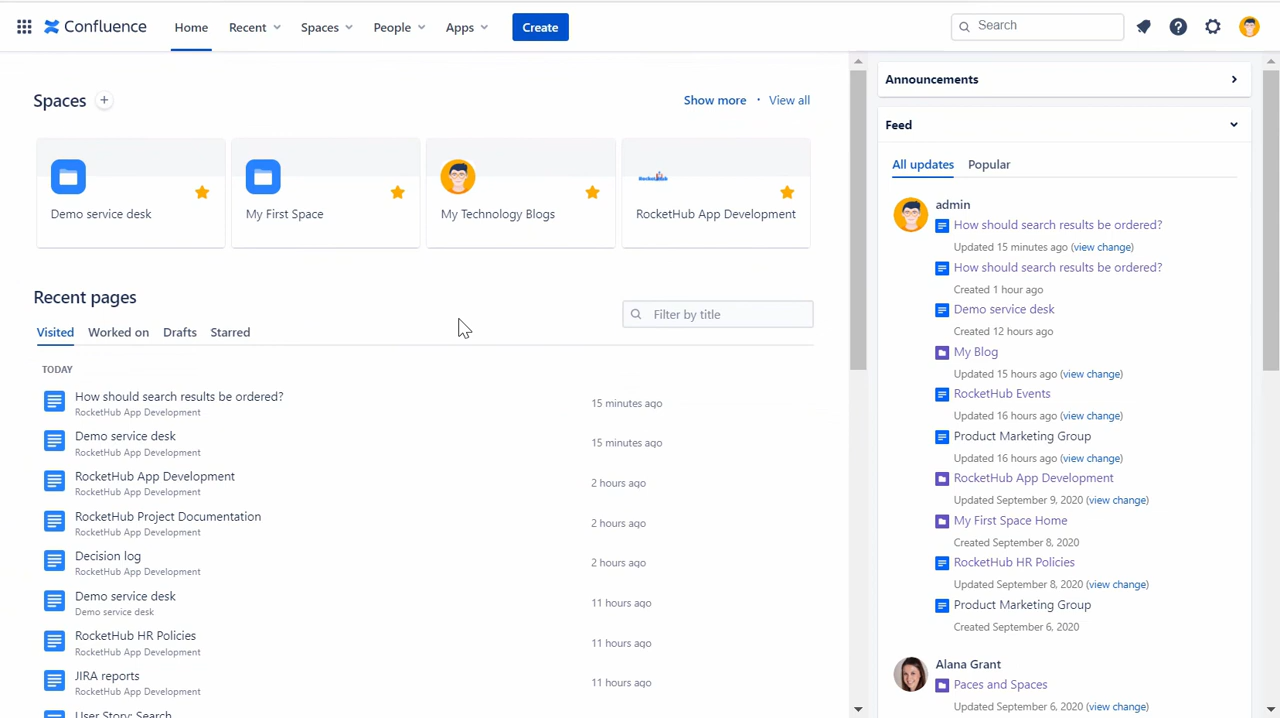 Confluence
Home
Recent
Spaces
People
Apps
Create
Search
Spaces
Show more • View all
Demo service desk
My First Space
My Technology Blogs
RocketHub
RocketHub App Development
Recent pages
Filter by title
Visited
Worked on
Drafts
Starred
TODAY
How should search results be ordered?
RocketHub App Development
15 minutes ago
Demo service desk
RocketHub App Development
15 minutes ago
RocketHub App Development
RocketHub App Development
2 hours ago
RocketHub Project Documentation
RocketHub App Development
2 hours ago
Decision log
RocketHub App Development
2 hours ago
Demo service desk
Demo service desk
11 hours ago
RocketHub HR Policies
RocketHub App Development
11 hours ago
JIRA reports
RocketHub App Development
11 hours ago
User Story: Search
Announcements
Feed
All updates
Popular
admin
How should search results be ordered?
Updated 15 minutes ago (view change)
How should search results be ordered?
Created 1 hour ago
Demo service desk
Created 12 hours ago
My Blog
Updated 15 hours ago (view change)
RocketHub Events
Updated 16 hours ago (view change)
Product Marketing Group
Updated 16 hours ago (view change)
RocketHub App Development
Updated September 9, 2020 (view change)
My First Space Home
Created September 8, 2020
RocketHub HR Policies
Updated September 8, 2020 (view change)
Product Marketing Group
Created September 6, 2020
Alana Grant
Paces and Spaces
Updated September 6, 2020 (view change)